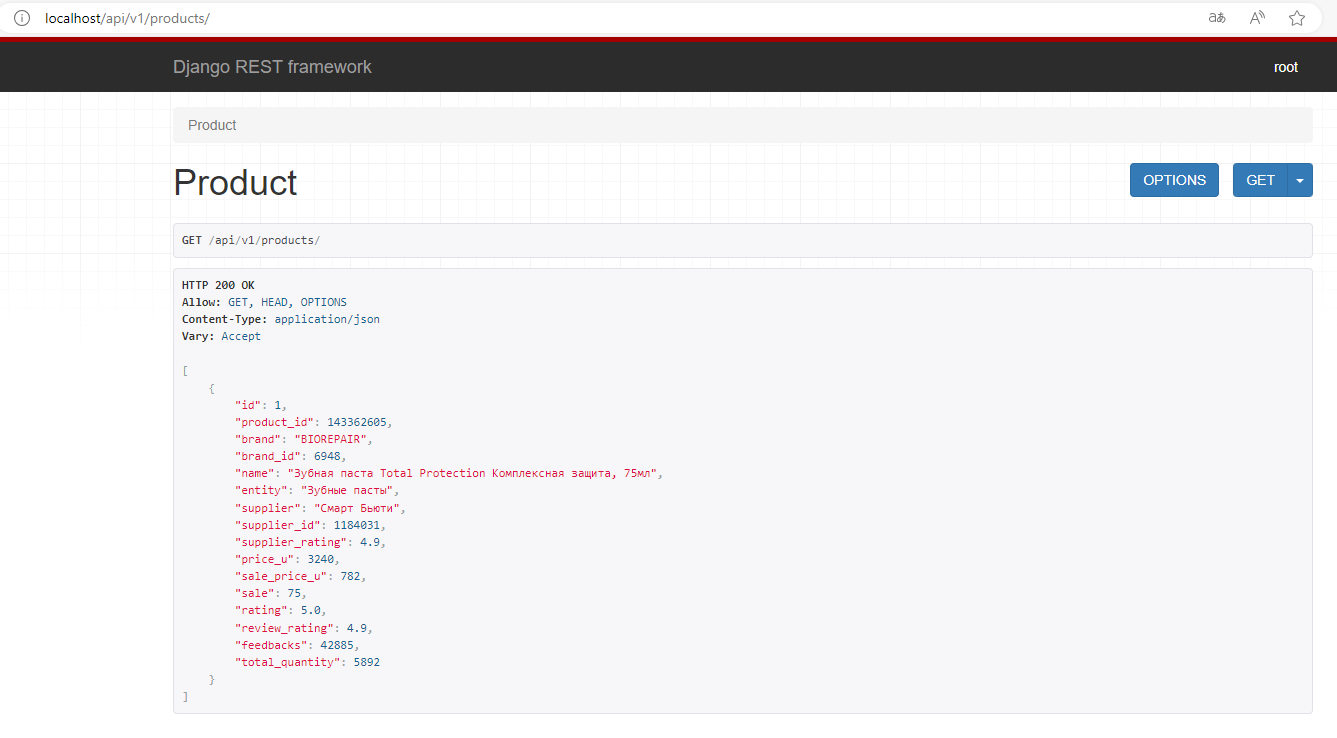 localhost/api/v1/products/
Django REST framework
root
Product
Product
OPTIONS
GET
GET /api/v1/products/
HTTP 200 OK
Allow: GET, HEAD, OPTIONS
Content-Type: application/json
Vary: Accept
[
    {
        "id": 1,
        "product_id": 143362605,
        "brand": "BIOREPAIR",
        "brand_id": 6948,
        "name": "Зубная паста Total Protection Комплексная защита, 75мл",
        "entity": "Зубные пасты",
        "supplier": "Смарт Бьюти",
        "supplier_id": 1184031,
        "supplier_rating": 4.9,
        "price_u": 3240,
        "sale_price_u": 782,
        "sale": 75,
        "rating": 5.0,
        "review_rating": 4.9,
        "feedbacks": 42885,
        "total_quantity": 5892
    }
]